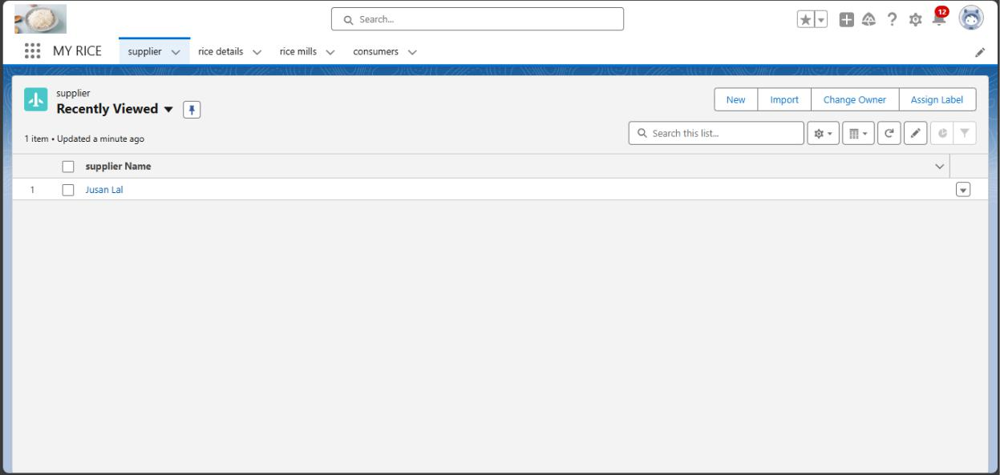 Search...
12
MY RICE supplier rice details rice mills consumers
supplier
Recently Viewed
New Import Change Owner Assign Label
1 item • Updated a minute ago
Search this list...
supplier Name
1 Jusan Lal